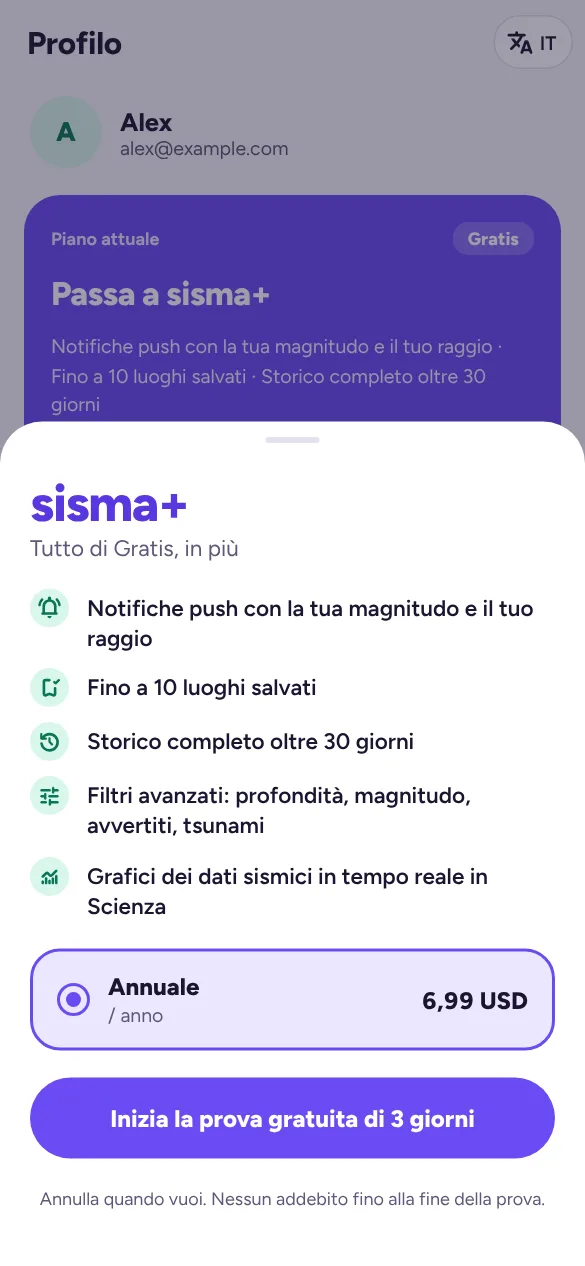 Profilo
IT
A
Alex
alex@example.com
Piano attuale
Gratis
Passa a sisma+
Notifiche push con la tua magnitudo e il tuo raggio ·
Fino a 10 luoghi salvati · Storico completo oltre 30
giorni
sisma+
Tutto di Gratis, in più
Notifiche push con la tua magnitudo e il tuo
raggio
Fino a 10 luoghi salvati
Storico completo oltre 30 giorni
Filtri avanzati: profondità, magnitudo,
avvertiti, tsunami
Grafici dei dati sismici in tempo reale in
Scienza
Annuale
/ anno
6,99 USD
Inizia la prova gratuita di 3 giorni
Annulla quando vuoi. Nessun addebito fino alla fine della prova.